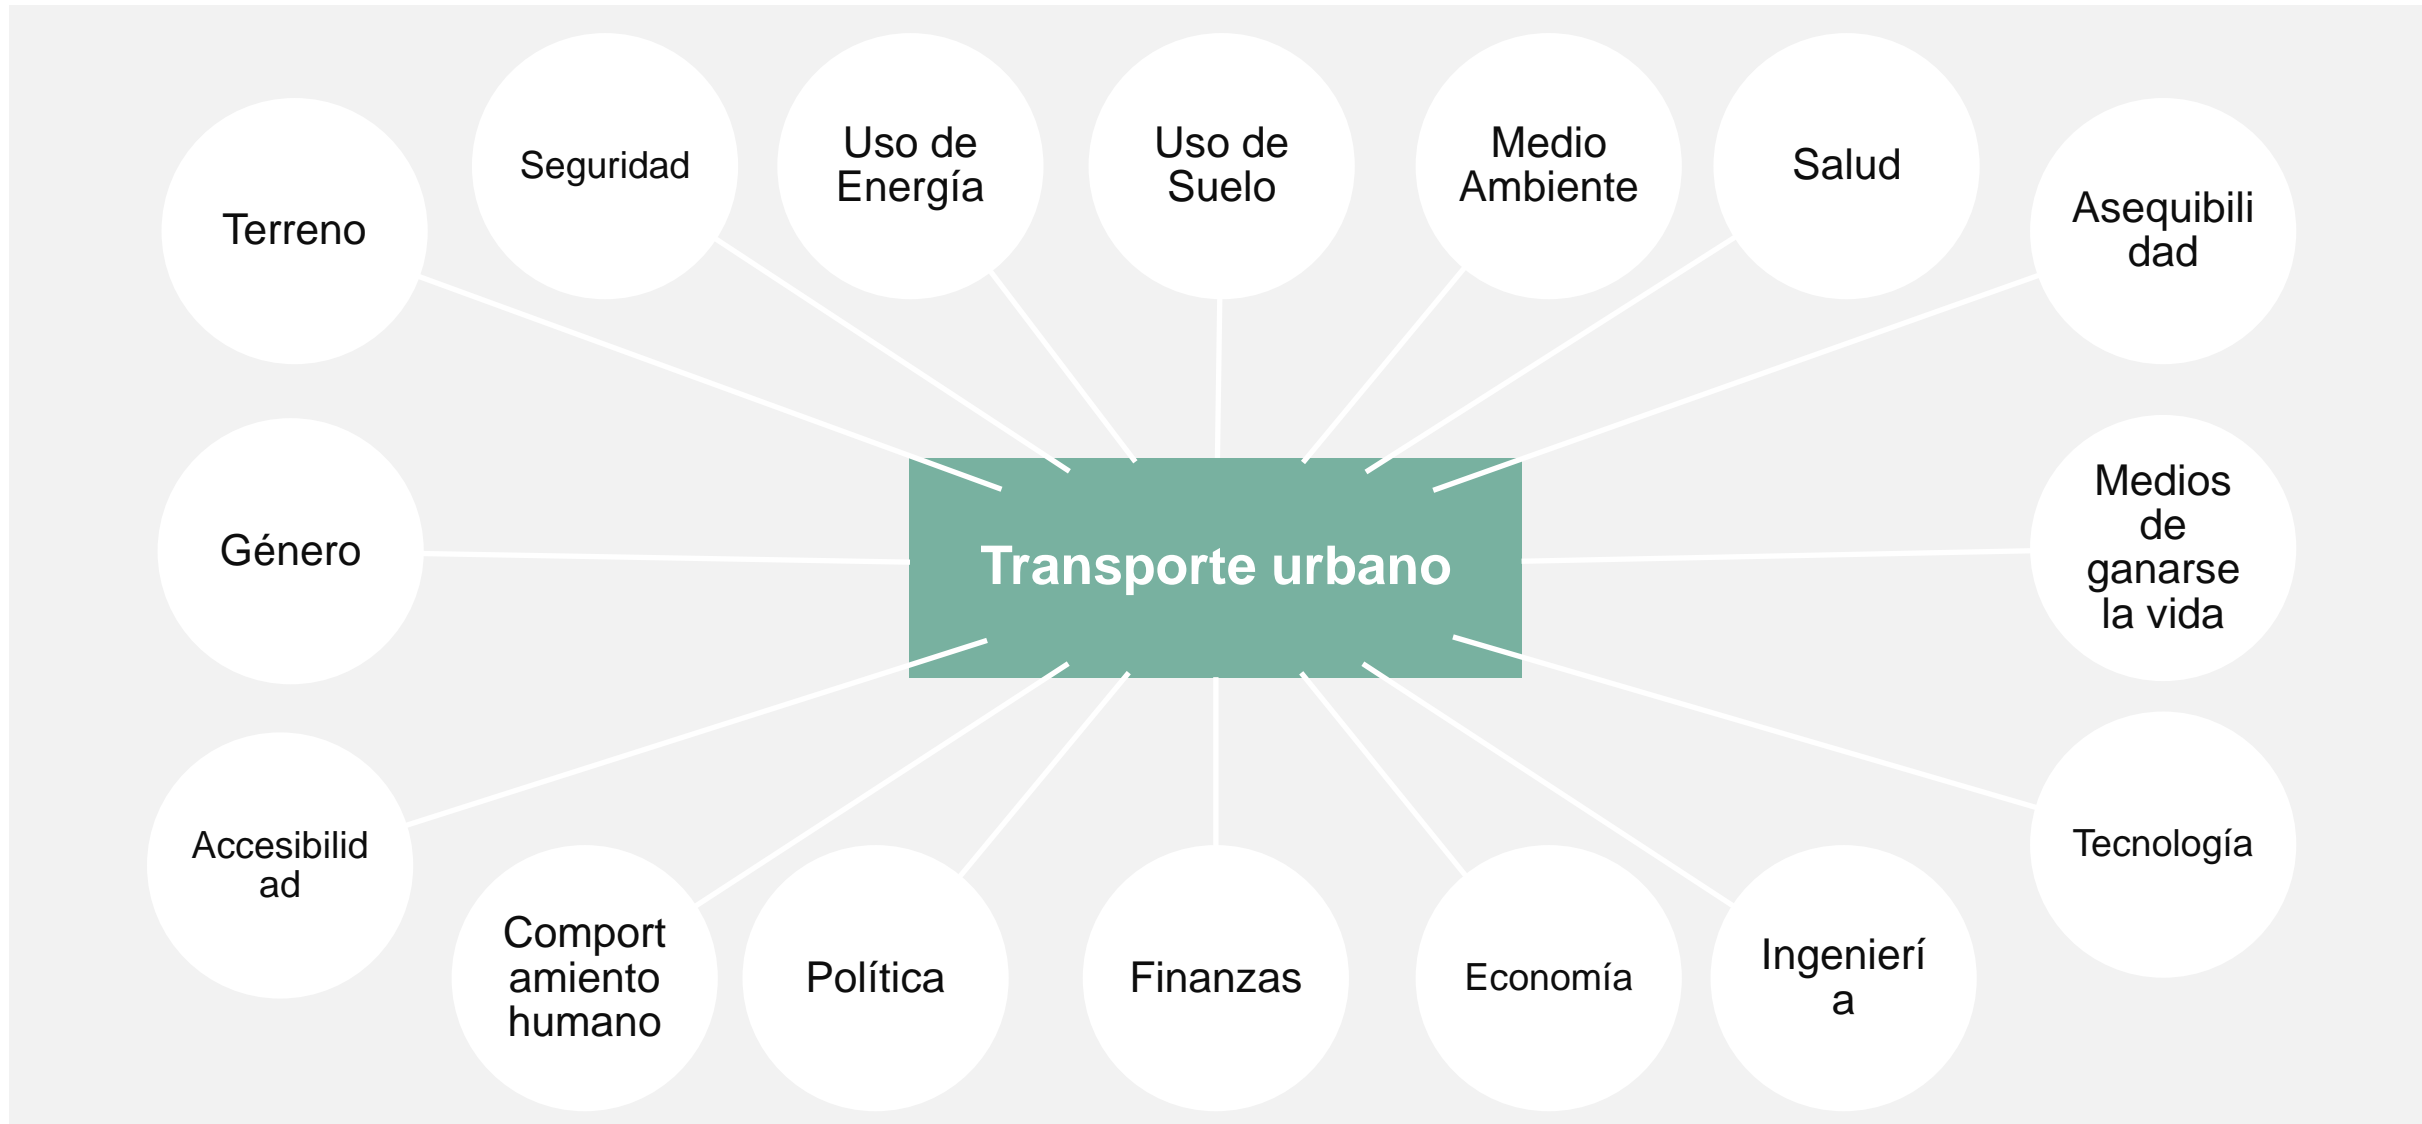 Terreno
Seguridad
Uso de
Energía
Uso de
Suelo
Medio
Ambiente
Salud
Asequibili
dad
Género
Transporte urbano
Medios
de
ganarse
la vida
Accesibilid
ad
Comport
amiento
humano
Política
Finanzas
Economía
Ingenierí
a
Tecnología